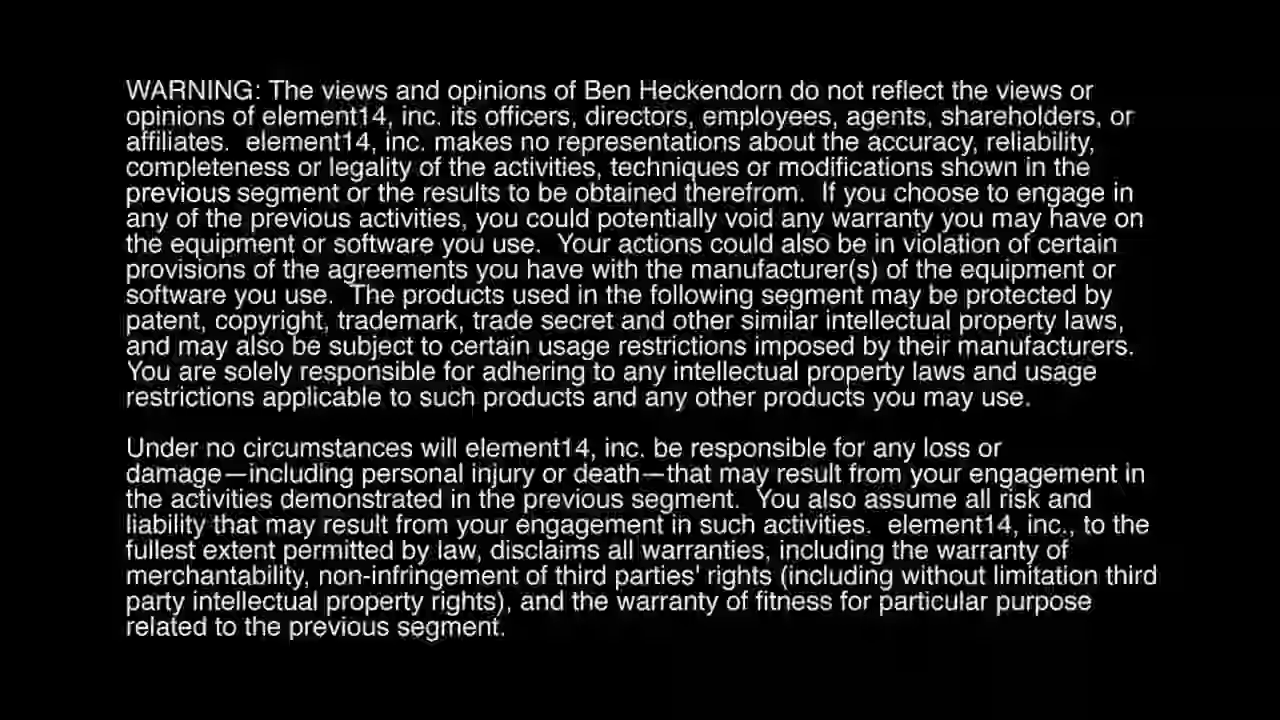 WARNING: The views and opinions of Ben Heckendorn do not reflect the views or
opinions of element14, inc. its officers, directors, employees, agents, shareholders, or
affiliates.  element14, inc. makes no representations about the accuracy, reliability,
completeness or legality of the activities, techniques or modifications shown in the
previous segment or the results to be obtained therefrom.  If you choose to engage in
any of the previous activities, you could potentially void any warranty you may have on
the equipment or software you use.  Your actions could also be in violation of certain
provisions of the agreements you have with the manufacturer(s) of the equipment or
software you use.  The products used in the following segment may be protected by
patent, copyright, trademark, trade secret and other similar intellectual property laws,
and may also be subject to certain usage restrictions imposed by their manufacturers.
You are solely responsible for adhering to any intellectual property laws and usage
restrictions applicable to such products and any other products you may use.
Under no circumstances will element14, inc. be responsible for any loss or
damage—including personal injury or death—that may result from your engagement in
the activities demonstrated in the previous segment.  You also assume all risk and
liability that may result from your engagement in such activities.  element14, inc., to the
fullest extent permitted by law, disclaims all warranties, including the warranty of
merchantability, non-infringement of third parties' rights (including without limitation third
party intellectual property rights), and the warranty of fitness for particular purpose
related to the previous segment.